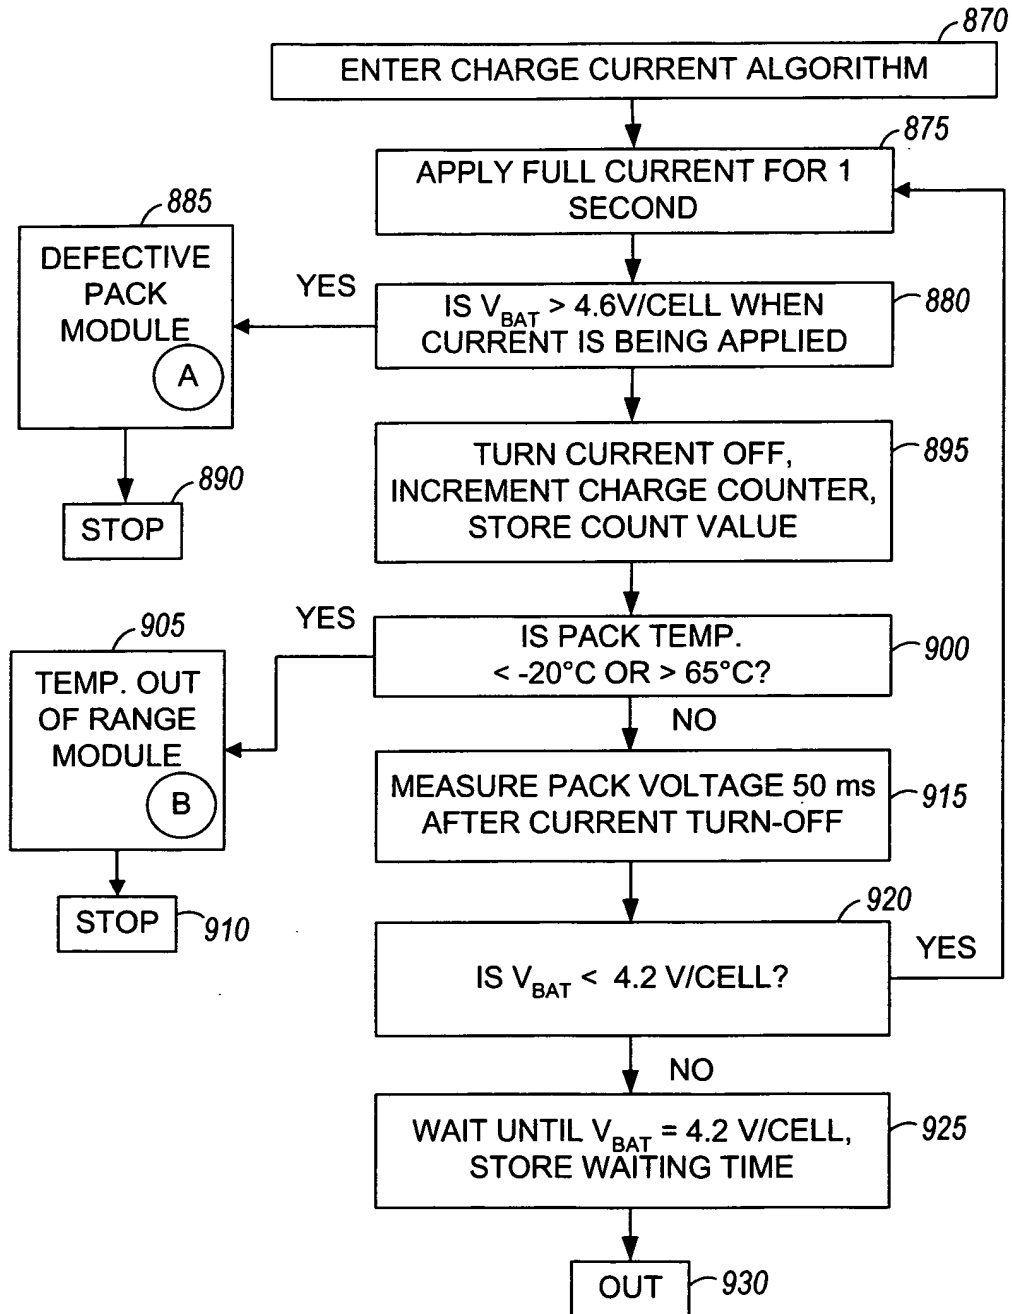 870
ENTER CHARGE CURRENT ALGORITHM
875
APPLY FULL CURRENT FOR 1
SECOND
885
DEFECTIVE
PACK
MODULE
A
YES
IS V_BAT > 4.6V/CELL WHEN
CURRENT IS BEING APPLIED
880
890
STOP
TURN CURRENT OFF,
INCREMENT CHARGE COUNTER,
STORE COUNT VALUE
895
YES
905
TEMP. OUT
OF RANGE
MODULE
B
IS PACK TEMP.
< -20°C OR > 65°C?
900
NO
MEASURE PACK VOLTAGE 50 ms
AFTER CURRENT TURN-OFF
915
STOP
910
920
IS V_BAT < 4.2 V/CELL?
YES
NO
WAIT UNTIL V_BAT = 4.2 V/CELL,
STORE WAITING TIME
925
OUT
930